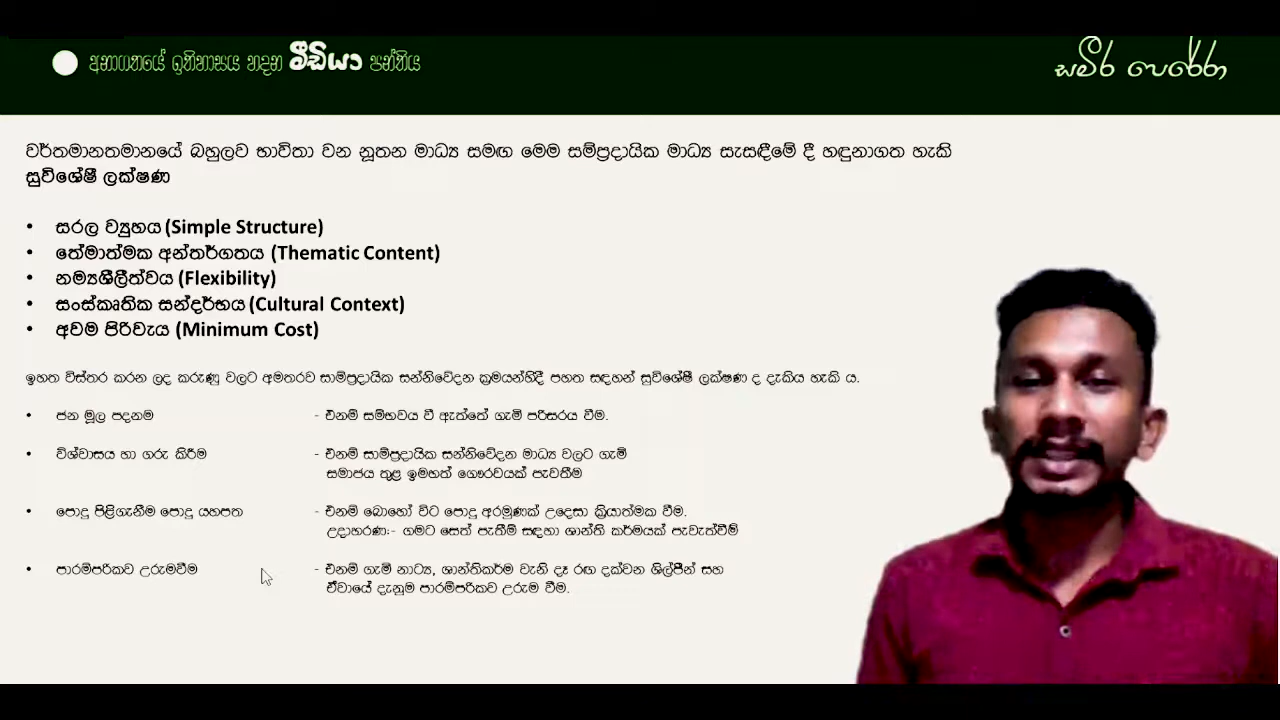 අනාගතයේ ඉතිහාසය හදන මීඩියා පන්තිය
සමීර පෙරේරා
වර්තමානතමානයේ බහුලව භාවිතා වන නූතන මාධ්‍ය සමඟ මෙම සම්ප්‍රදායික මාධ්‍ය සැසඳීමේ දී හඳුනාගත හැකි
සුවිශේෂී ලක්ෂණ
• සරල ව්‍යුහය (Simple Structure)
• තේමාත්මක අන්තර්ගතය (Thematic Content)
• නම්‍යශීලීත්වය (Flexibility)
• සංස්කෘතික සන්දර්භය (Cultural Context)
• අවම පිරිවැය (Minimum Cost)
ඉහත විස්තර කරන ලද කරුණු වලට අමතරව සාම්ප්‍රදායික සන්නිවේදන ක්‍රමයන්හිදී පහත සඳහන් සුවිශේෂී ලක්ෂණ ද දැකිය හැකි ය.
• ජන මූල පදනම - එනම් සම්භවය වී ඇත්තේ ගැමි පරිසරය වීම.
• විශ්වාසය හා ගරු කිරීම - එනම් සාම්ප්‍රදායික සන්නිවේදන මාධ්‍ය වලට ගැමි
සමාජය තුළ ඉමහත් ගෞරවයක් පැවතීම
• පොදු පිළිගැනීම පොදු යහපත - එනම් බොහෝ විට පොදු අරමුණක් උදෙසා ක්‍රියාත්මක වීම.
උදාහරණ:- ගමට සෙත් පැතීම් සඳහා ශාන්ති කර්මයක් පැවැත්වීම්
• පාරම්පරිකව උරුමවීම - එනම් ගැමි නාට්‍ය, ශාන්තිකර්ම වැනි දෑ රඟ දක්වන ශිල්පීන් සහ
ඒවායේ දැනුම පාරම්පරිකව උරුම වීම.